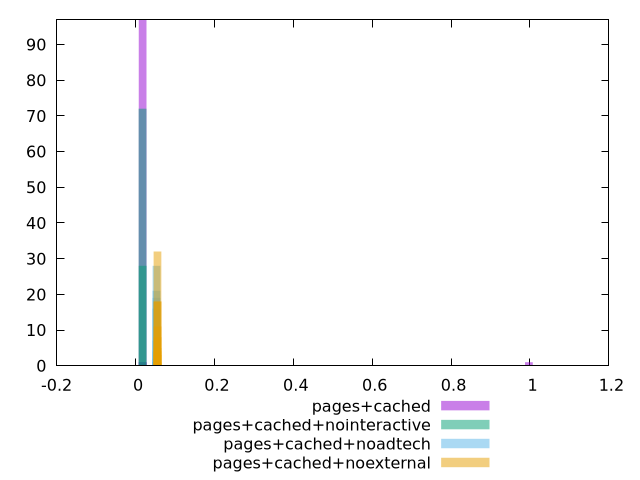 90
80
70
60
50
40
30
20
10
0
-0.2 0 0.2 0.4 0.6 0.8 1 1.2
pages+cached
pages+cached+nointeractive
pages+cached+noadtech
pages+cached+noexternal